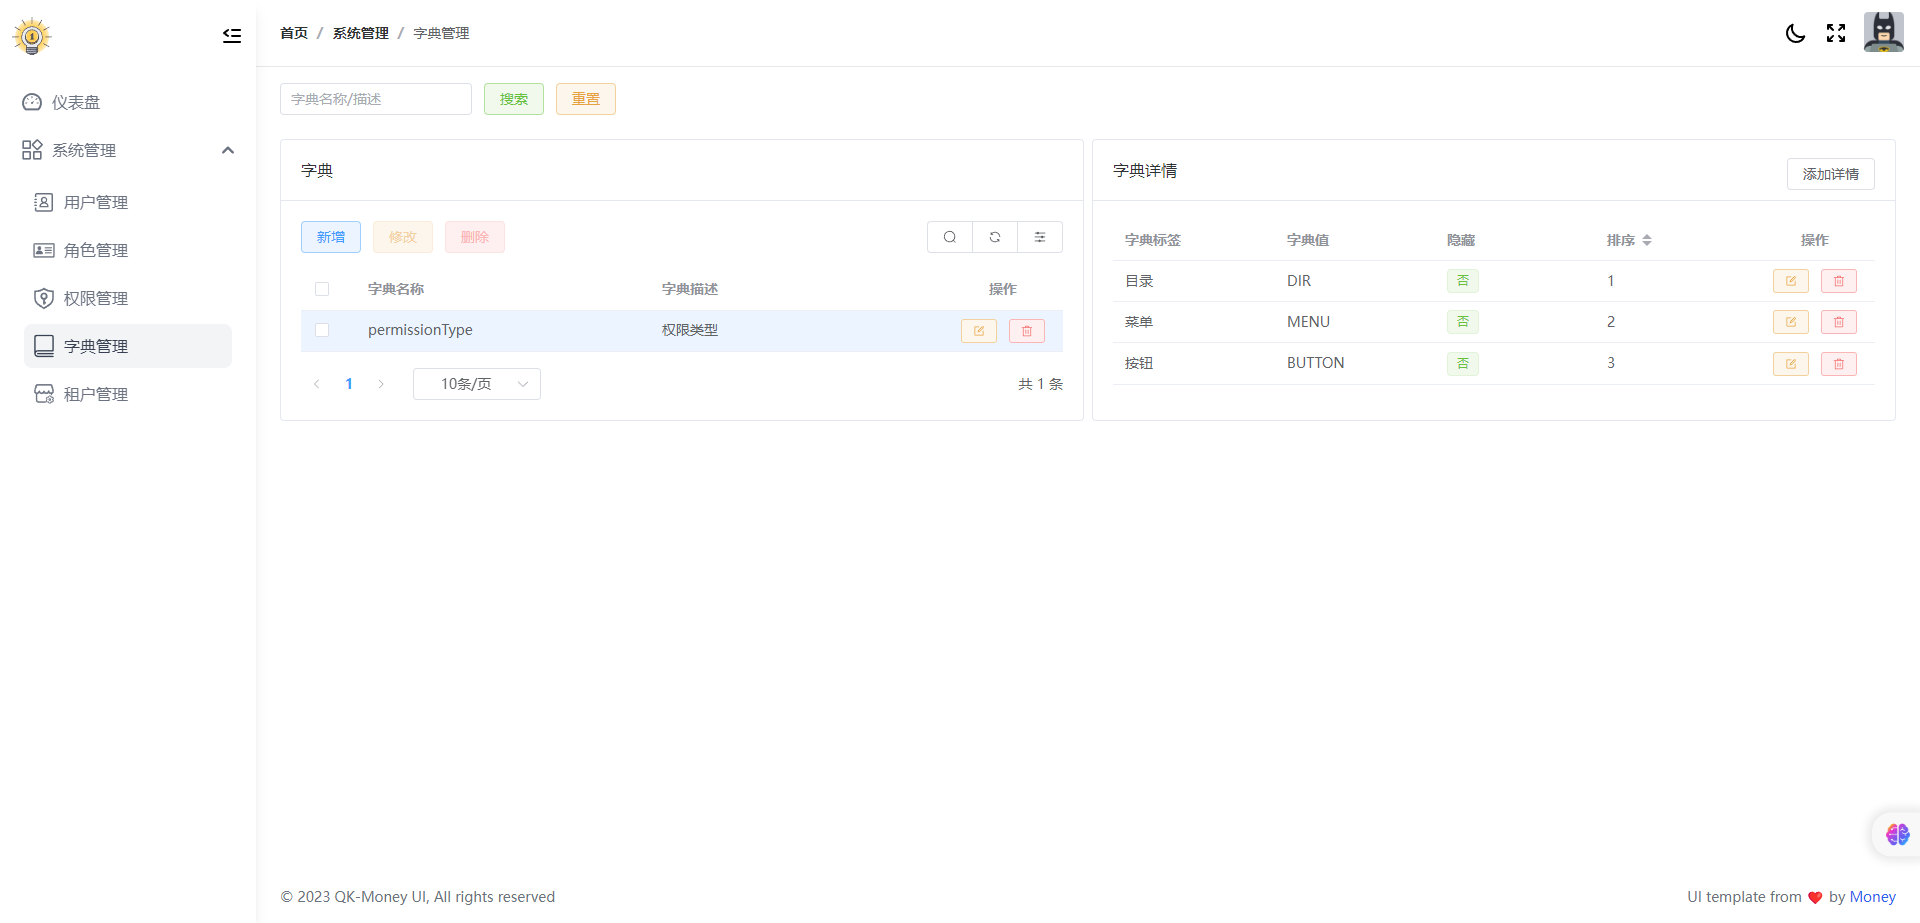 首页 / 系统管理 / 字典管理
仪表盘
系统管理
用户管理
角色管理
权限管理
字典管理
租户管理
字典名称/描述 搜索 重置
字典
新增 修改 删除
字典名称 字典描述 操作
permissionType 权限类型
1 10条/页 共 1 条
字典详情 添加详情
字典标签 字典值 隐藏 排序 操作
目录 DIR 否 1
菜单 MENU 否 2
按钮 BUTTON 否 3
© 2023 QK-Money UI, All rights reserved
UI template from ❤️ by Money